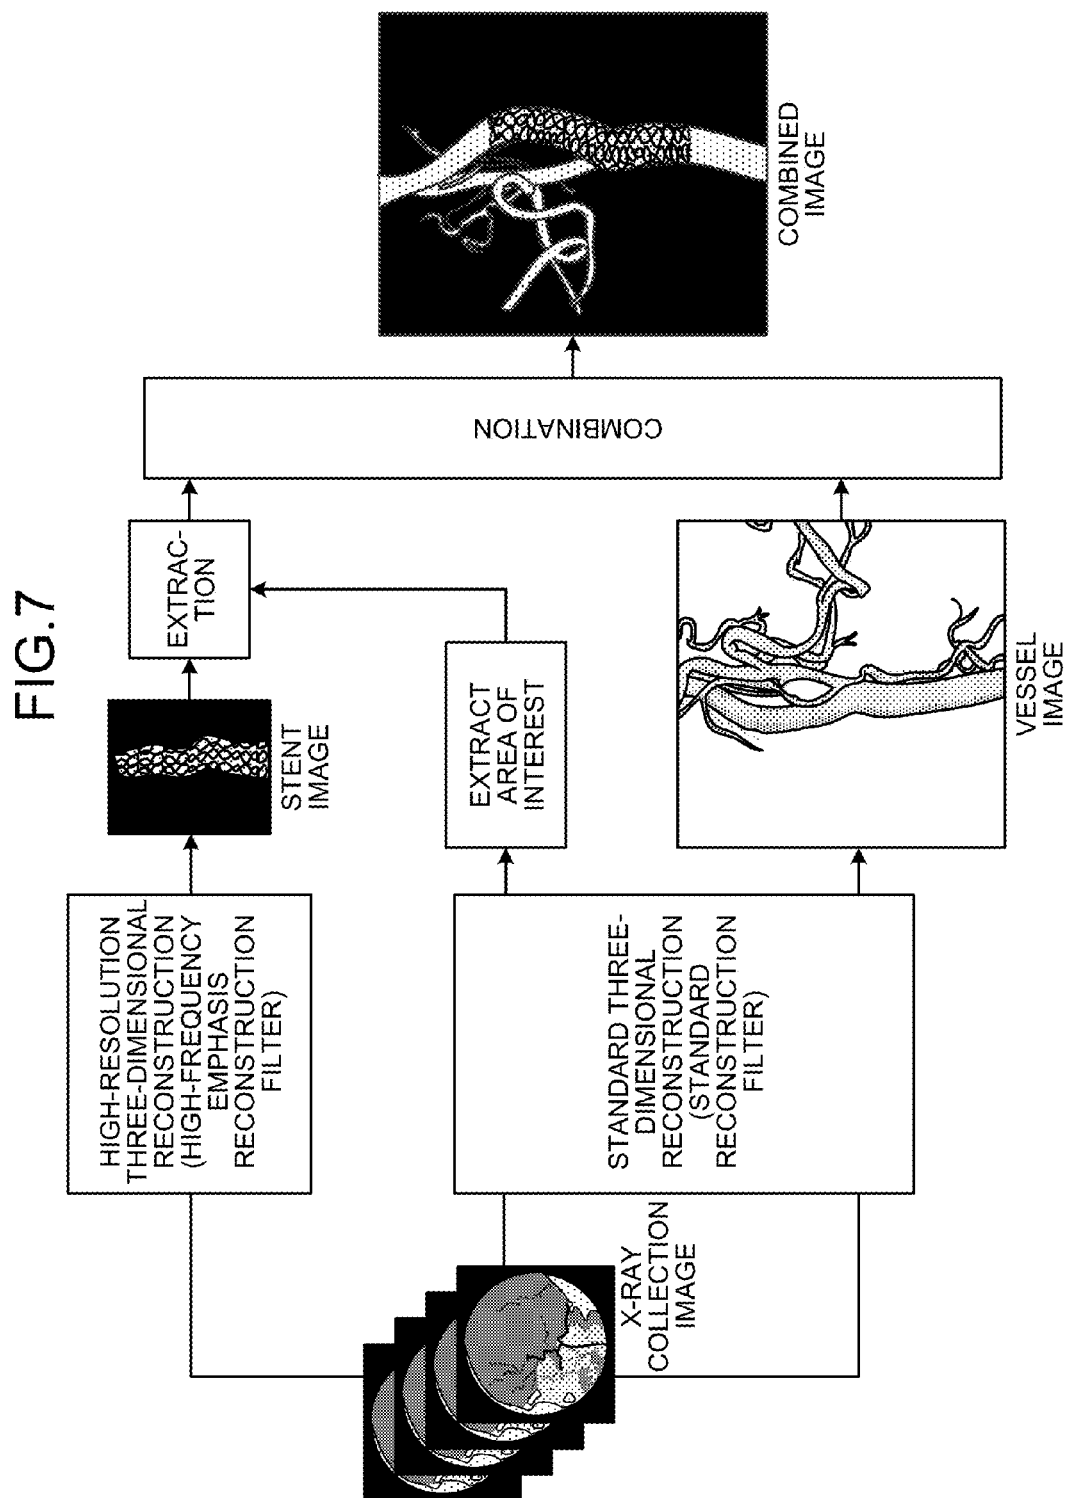 FIG.7
HIGH-RESOLUTION
THREE-DIMENSIONAL
RECONSTRUCTION
(HIGH-FREQUENCY
EMPHASIS
RECONSTRUCTION
FILTER)
STENT
IMAGE
EXTRAC-
TION
X-RAY
COLLECTION
IMAGE
STANDARD THREE-
DIMENSIONAL
RECONSTRUCTION
(STANDARD
RECONSTRUCTION
FILTER)
EXTRACT
AREA OF
INTEREST
VESSEL
IMAGE
COMBINATION
COMBINED
IMAGE